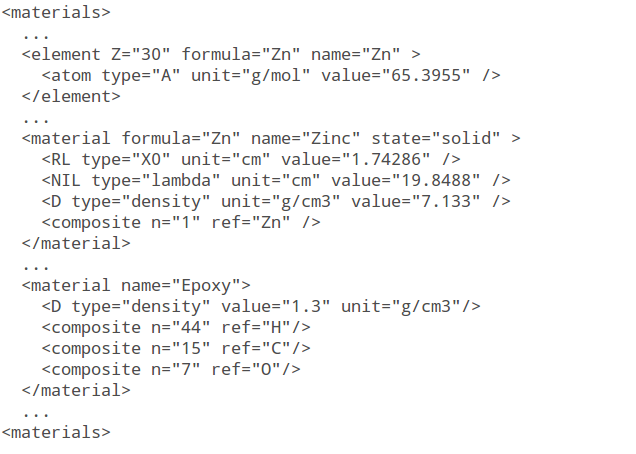 <materials>
...
<element Z="30" formula="Zn" name="Zn" >
<atom type="A" unit="g/mol" value="65.3955" />
</element>
...
<material formula="Zn" name="Zinc" state="solid" >
<RL type="X0" unit="cm" value="1.74286" />
<NIL type="lambda" unit="cm" value="19.8488" />
<D type="density" unit="g/cm3" value="7.133" />
<composite n="1" ref="Zn" />
</material>
...
<material name="Epoxy">
<D type="density" value="1.3" unit="g/cm3"/>
<composite n="44" ref="H"/>
<composite n="15" ref="C"/>
<composite n="7" ref="O"/>
</material>
...
<materials>